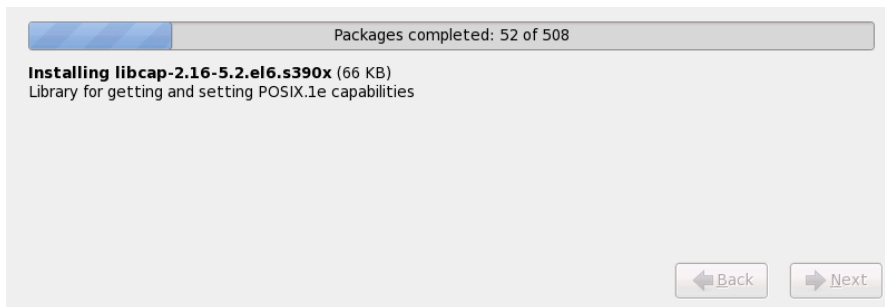 Packages completed: 52 of 508
Installing libcap-2.16-5.2.el6.s390x (66 KB)
Library for getting and setting POSIX.1e capabilities
Back
Next